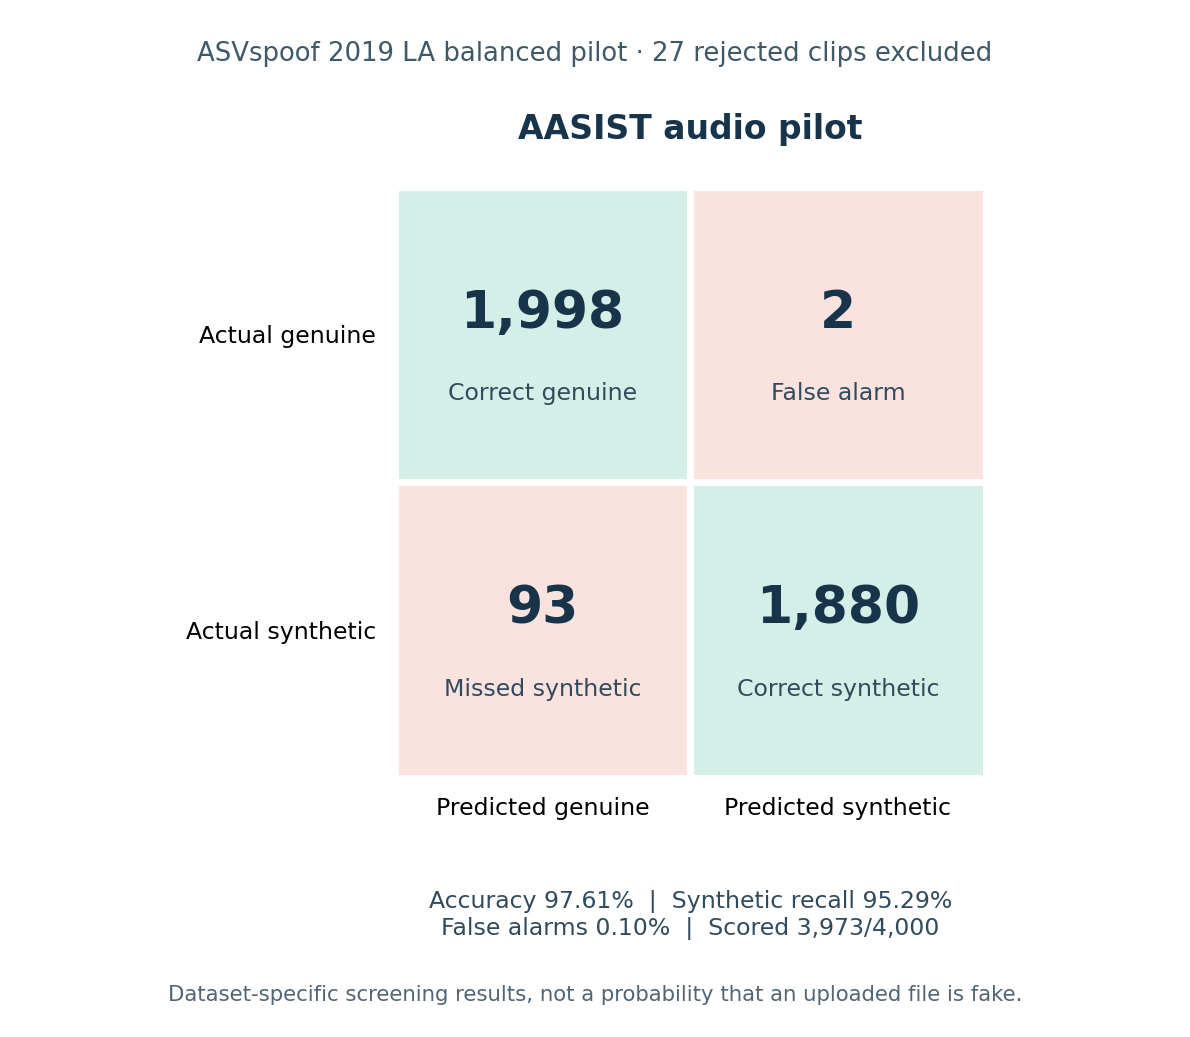 ASVspoof 2019 LA balanced pilot · 27 rejected clips excluded
AASIST audio pilot
Actual genuine
1,998
Correct genuine
2
False alarm
Actual synthetic
93
Missed synthetic
1,880
Correct synthetic
Predicted genuine
Predicted synthetic
Accuracy 97.61% | Synthetic recall 95.29%
False alarms 0.10% | Scored 3,973/4,000
Dataset-specific screening results, not a probability that an uploaded file is fake.